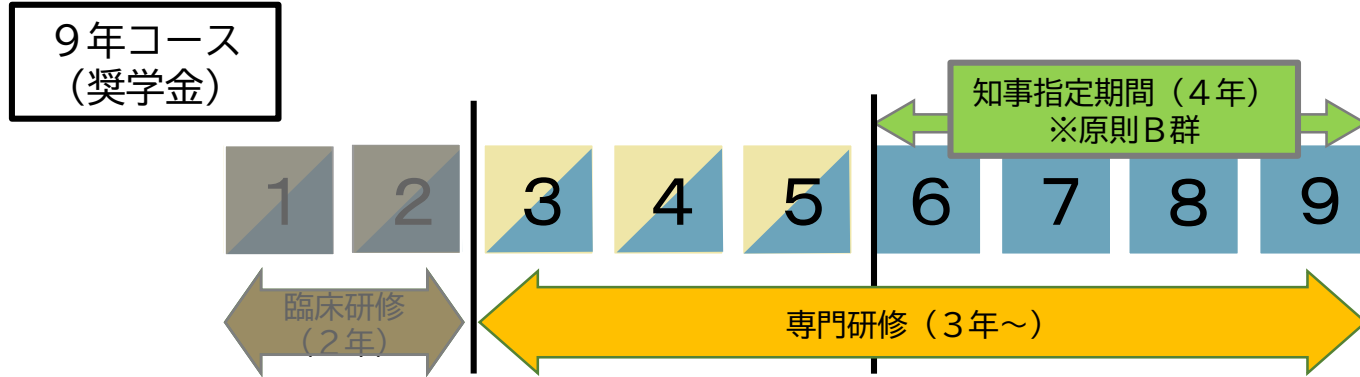 ９年コース
（奨学金）
知事指定期間（４年）
※原則Ｂ群
1 2 3 4 5 6 7 8 9
臨床研修
（２年）
専門研修（３年～）